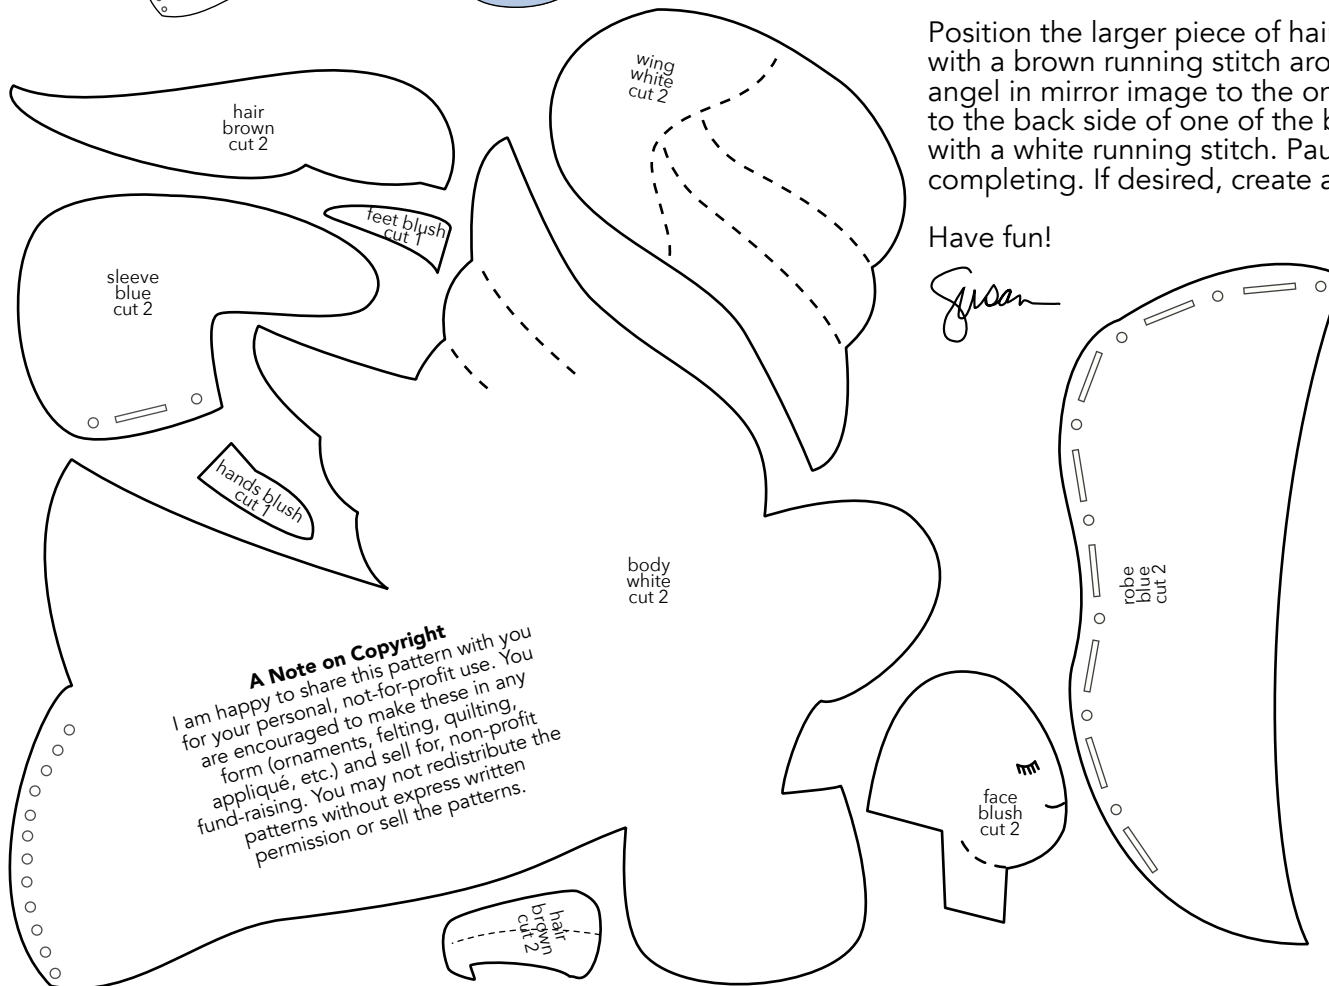 Position the larger piece of hai
with a brown running stitch aro
angel in mirror image to the or
to the back side of one of the b
with a white running stitch. Pau
completing. If desired, create a
Have fun!
Susan
wing
white
cut 2
hair
brown
cut 2
feet blush
cut 1
sleeve
blue
cut 2
hands blush
cut 1
body
white
cut 2
robe
blue
cut 2
A Note on Copyright
I am happy to share this pattern with you
for your personal, not-for-profit use. You
are encouraged to make these in any
form (ornaments, felting, quilting,
appliqué, etc.) and sell for, non-profit
fund-raising. You may not redistribute the
patterns without express written
permission or sell the patterns.
face
blush
cut 2
hair
brown
cut 2